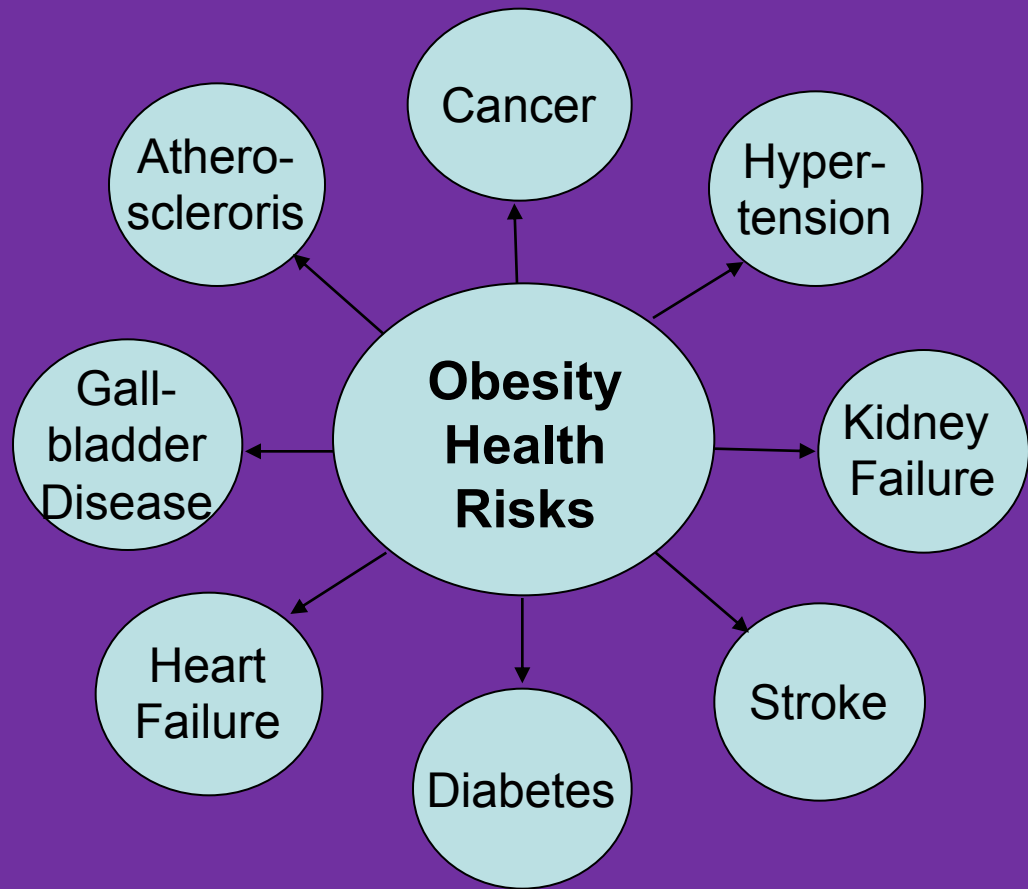 Cancer
Athero-
scleroris
Hyper-
tension
Obesity
Health
Risks
Gall-
bladder
Disease
Kidney
Failure
Heart
Failure
Stroke
Diabetes